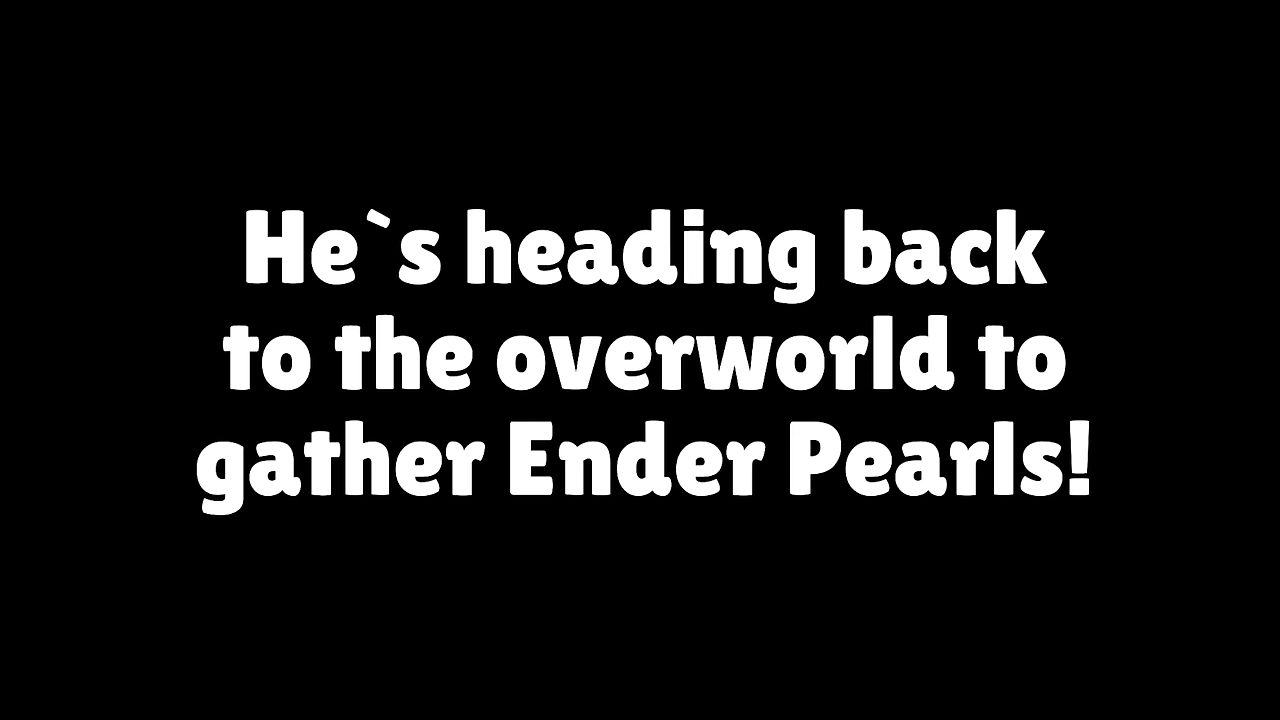 He`s heading back
to the overworld to
gather Ender Pearls!